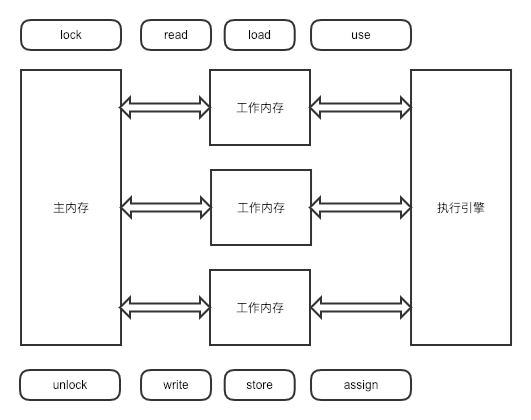 lock
read
load
use
工作内存
主内存
工作内存
执行引擎
工作内存
unlock
write
store
assign